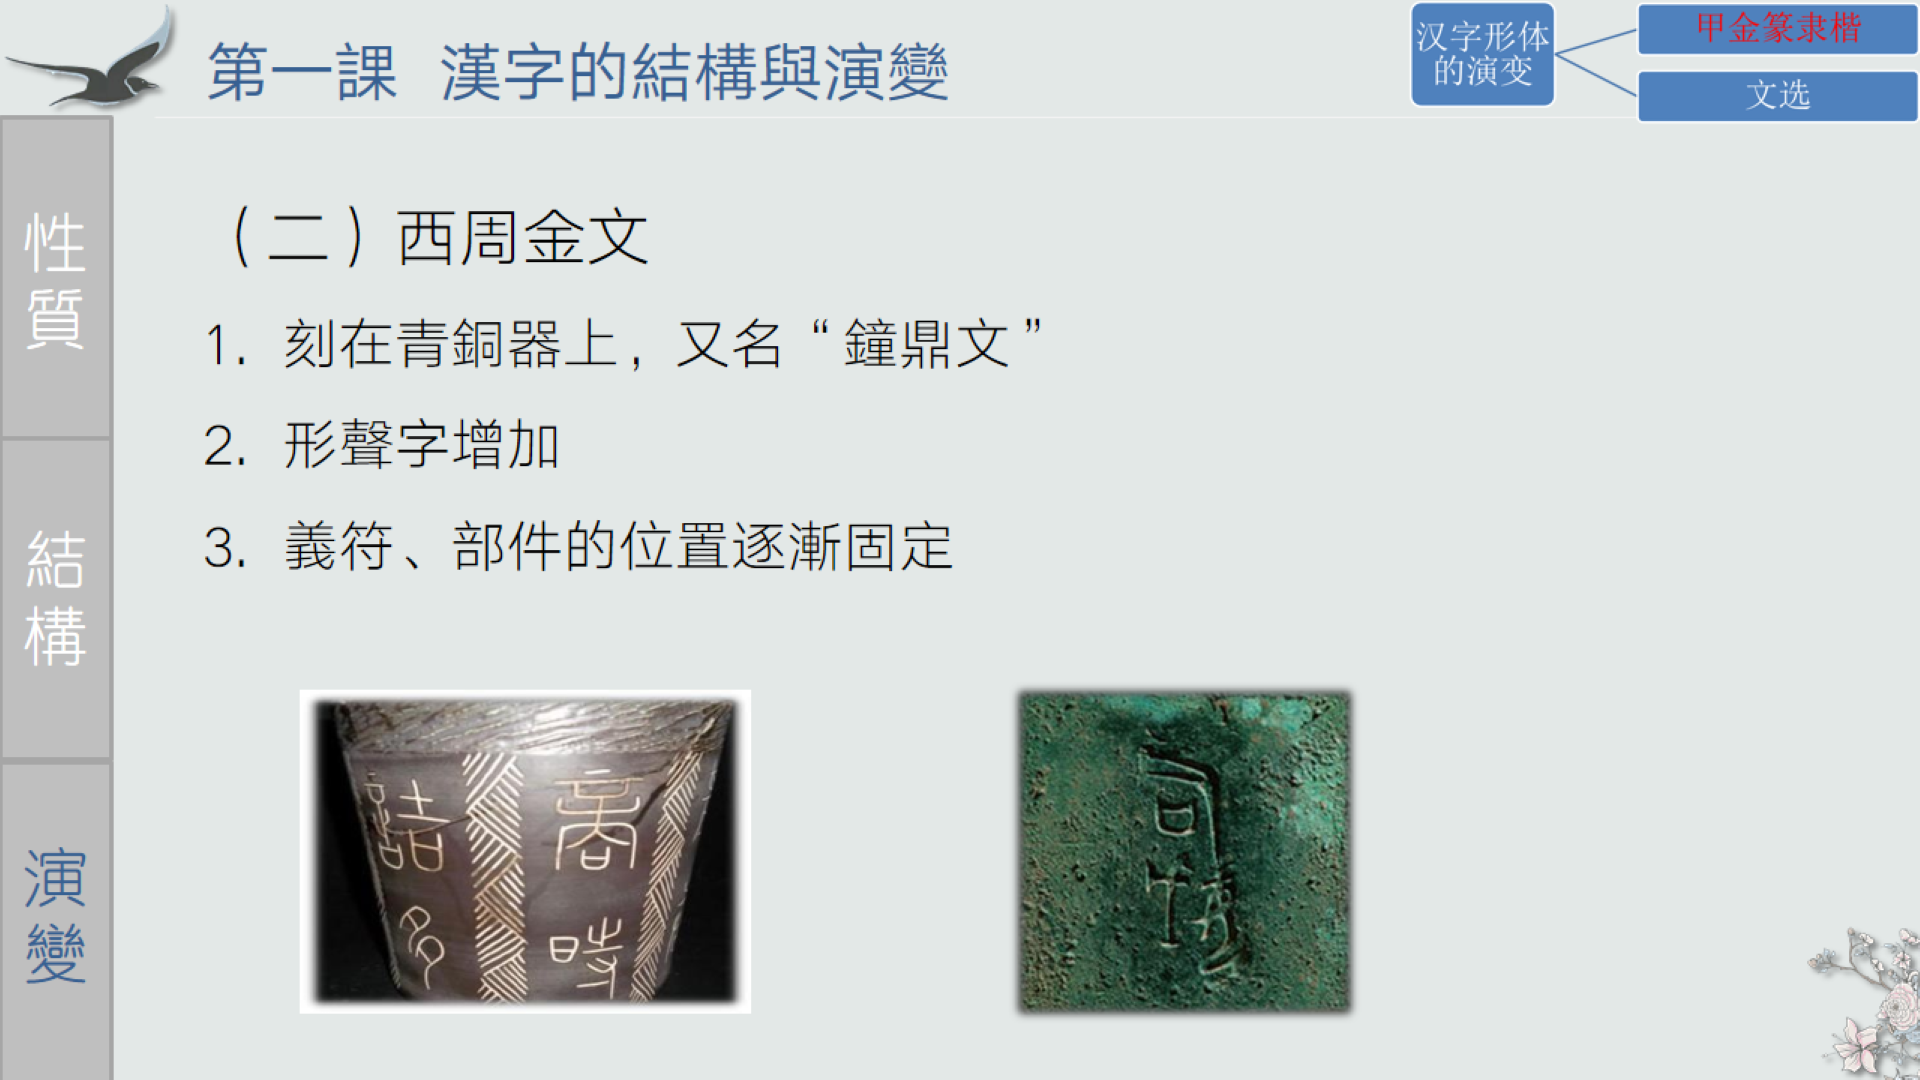 第一課 漢字的結構與演變
汉字形体
的演变
甲金篆隶楷
文选
性
質
結
構
演
變
（二）西周金文
1. 刻在青銅器上，又名“鐘鼎文”
2. 形聲字增加
3. 義符、部件的位置逐漸固定